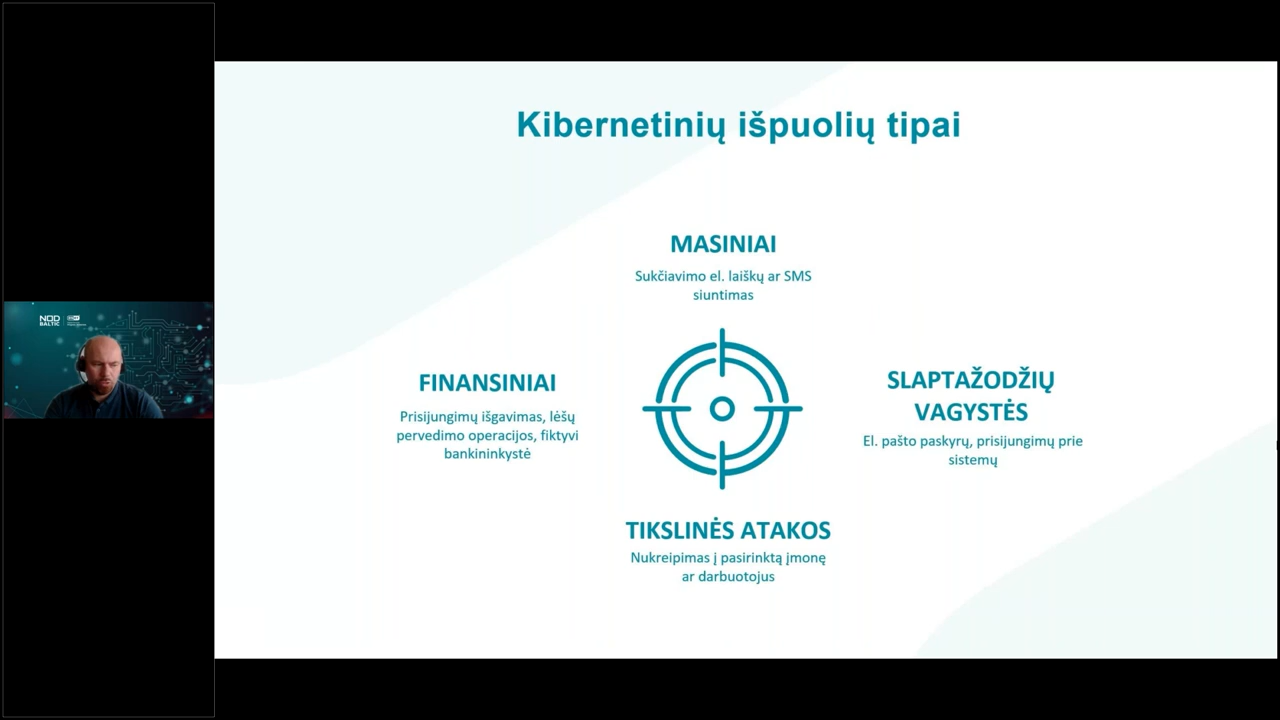 Kibernetinių išpuolių tipai
MASINIAI
Sukčiavimo el. laiškų ar SMS
siuntimas
FINANSINIAI
Prisijungimų išgavimas, lėšų
pervedimo operacijos, fiktyvi
bankininkystė
SLAPTAŽODŽIŲ
VAGYSTĖS
El. pašto paskyrų, prisijungimų prie
sistemų
TIKSLINĖS ATAKOS
Nukreipimas į pasirinktą įmonę
ar darbuotojus
NOD
BALTIC
eset